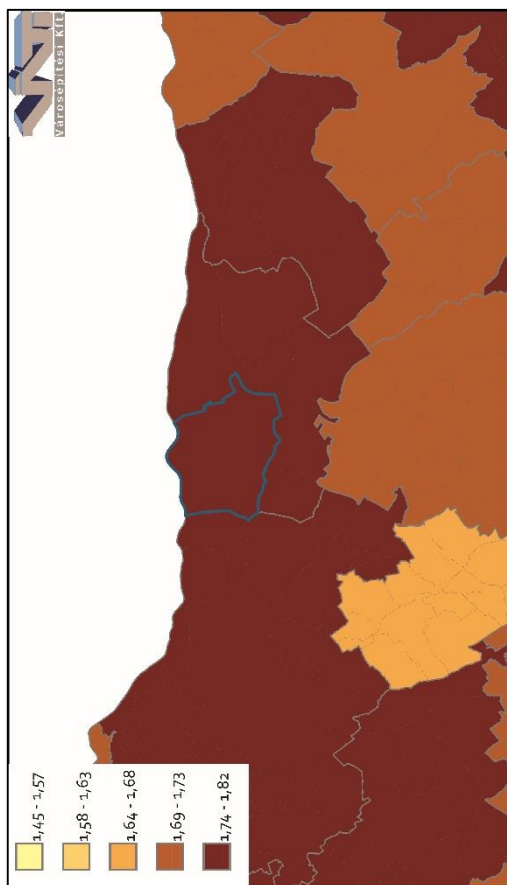 Városépítési Kft.
1,45 - 1,57
1,58 - 1,63
1,64 - 1,68
1,69 - 1,73
1,74 - 1,82